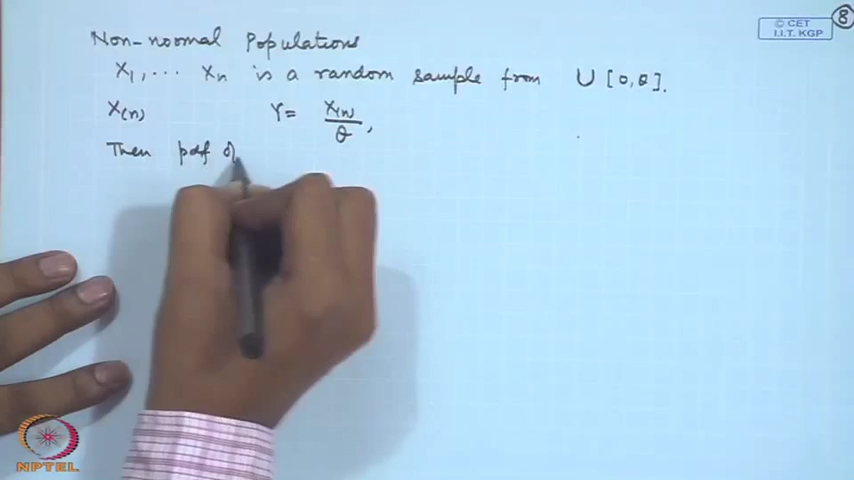 © CET
I.I.T. KGP
8
Non-normal Populations
X₁, ... Xₙ is a random sample from U [0, θ].
X₍ₙ₎ Y = X₍ₙ₎/θ,
Then pdf of
NPTEL